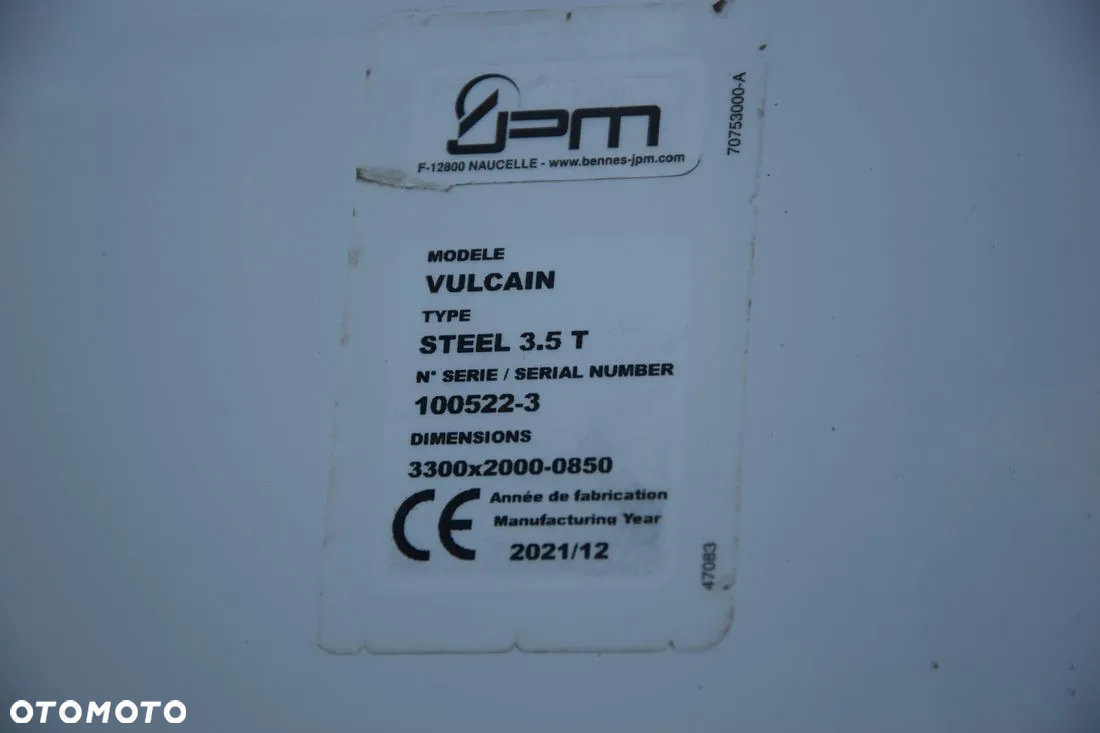 JPM
F-12800 NAUCELLE - www.bennes-jpm.com
70753000-A
MODELE
VULCAIN
TYPE
STEEL 3.5 T
N° SERIE / SERIAL NUMBER
100522-3
DIMENSIONS
3300x2000-0850
CE
Année de fabrication
Manufacturing Year
2021/12
47083
OTOMOTO